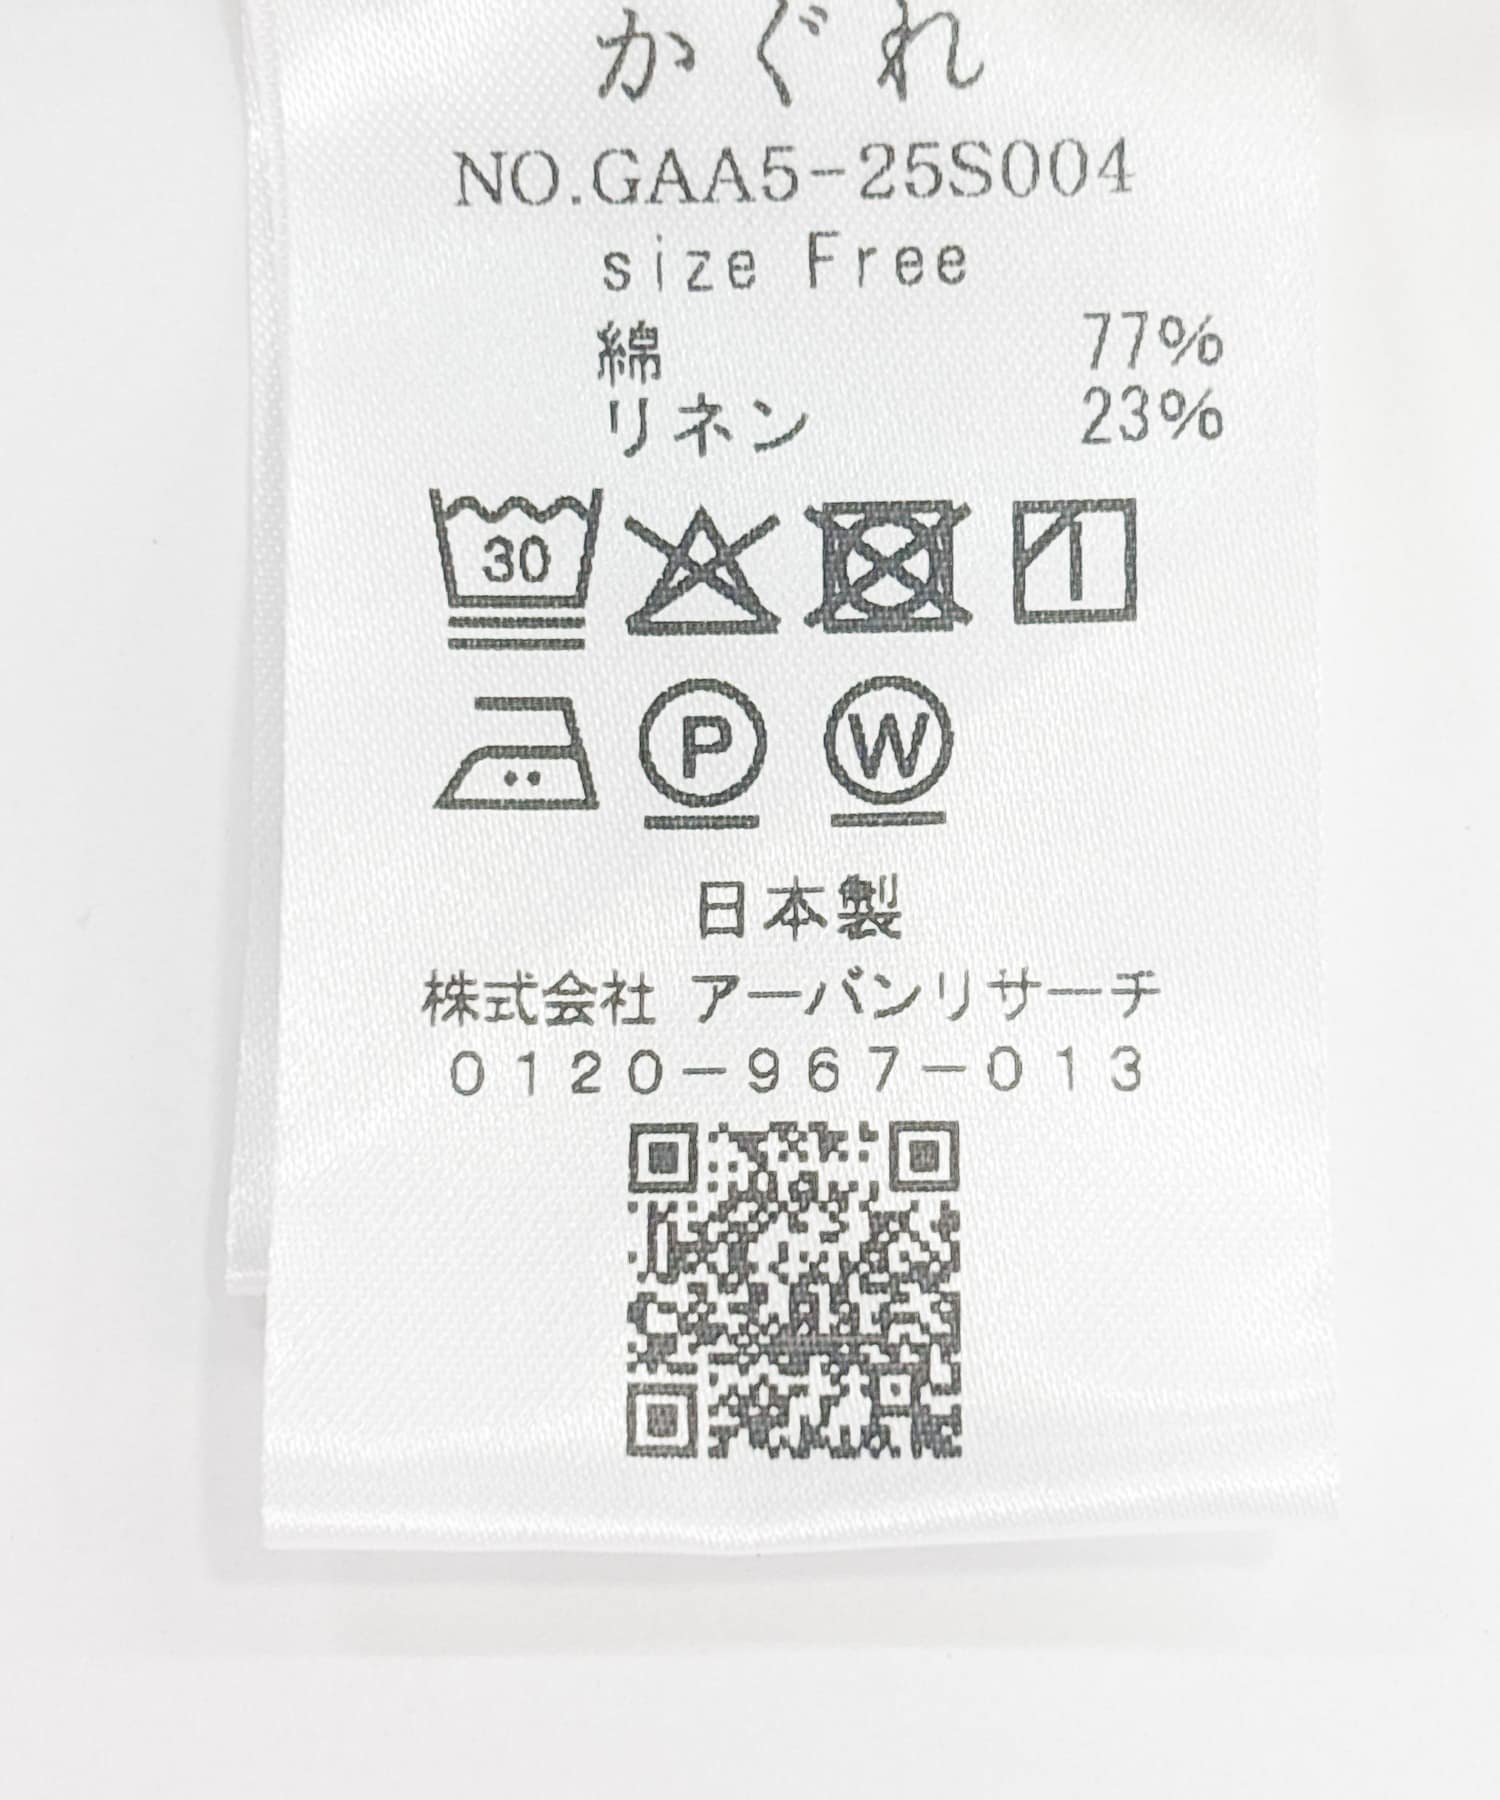 かぐれ
NO.GAA5-25S004
size Free
綿 77%
リネン 23%
30
P W
日本製
株式会社 アーバンリサーチ
0120-967-013